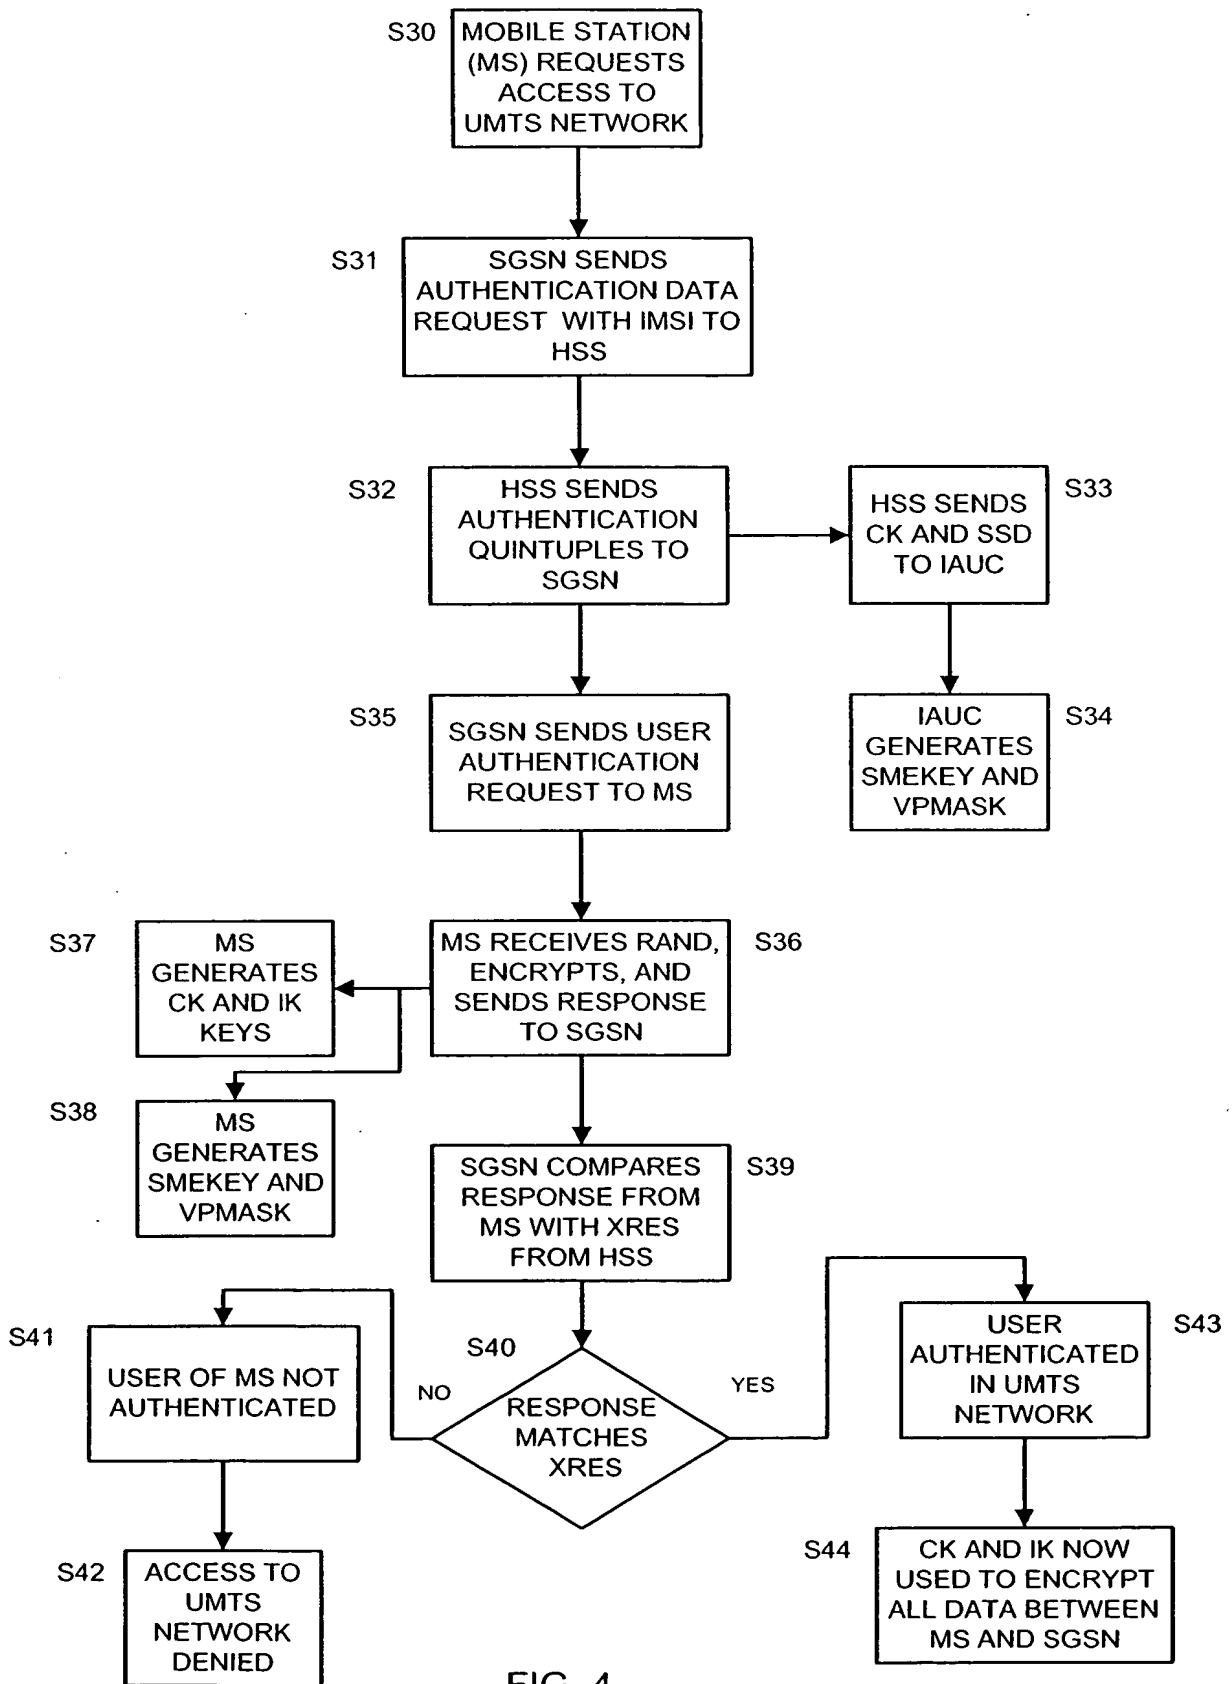 S30
MOBILE STATION
(MS) REQUESTS
ACCESS TO
UMTS NETWORK
S31
SGSN SENDS
AUTHENTICATION DATA
REQUEST WITH IMSI TO
HSS
S32
HSS SENDS
AUTHENTICATION
QUINTUPLES TO
SGSN
S33
HSS SENDS
CK AND SSD
TO IAUC
S35
SGSN SENDS USER
AUTHENTICATION
REQUEST TO MS
S34
IAUC
GENERATES
SMEKEY AND
VPMASK
S37
MS
GENERATES
CK AND IK
KEYS
S36
MS RECEIVES RAND,
ENCRYPTS, AND
SENDS RESPONSE
TO SGSN
S38
MS
GENERATES
SMEKEY AND
VPMASK
S39
SGSN COMPARES
RESPONSE FROM
MS WITH XRES
FROM HSS
S41
USER OF MS NOT
AUTHENTICATED
S40
NO
RESPONSE
MATCHES
XRES
YES
S43
USER
AUTHENTICATED
IN UMTS
NETWORK
S42
ACCESS TO
UMTS
NETWORK
DENIED
S44
CK AND IK NOW
USED TO ENCRYPT
ALL DATA BETWEEN
MS AND SGSN
FIG. 4